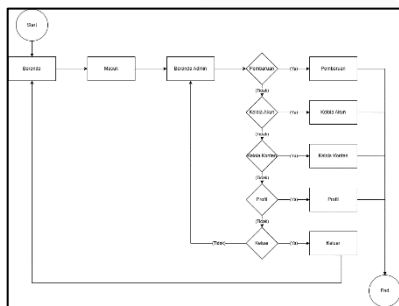 Start
Beranda
Masuk
Beranda Admin
Pembaruan
(Ya)
Pembaruan
(Tidak)
Kelola Akun
(Ya)
Kelola Akun
(Tidak)
Kelola Konten
(Ya)
Kelola Konten
(Tidak)
Profil
(Ya)
Profil
(Tidak)
(Tidak)
Keluar
(Ya)
Keluar
End